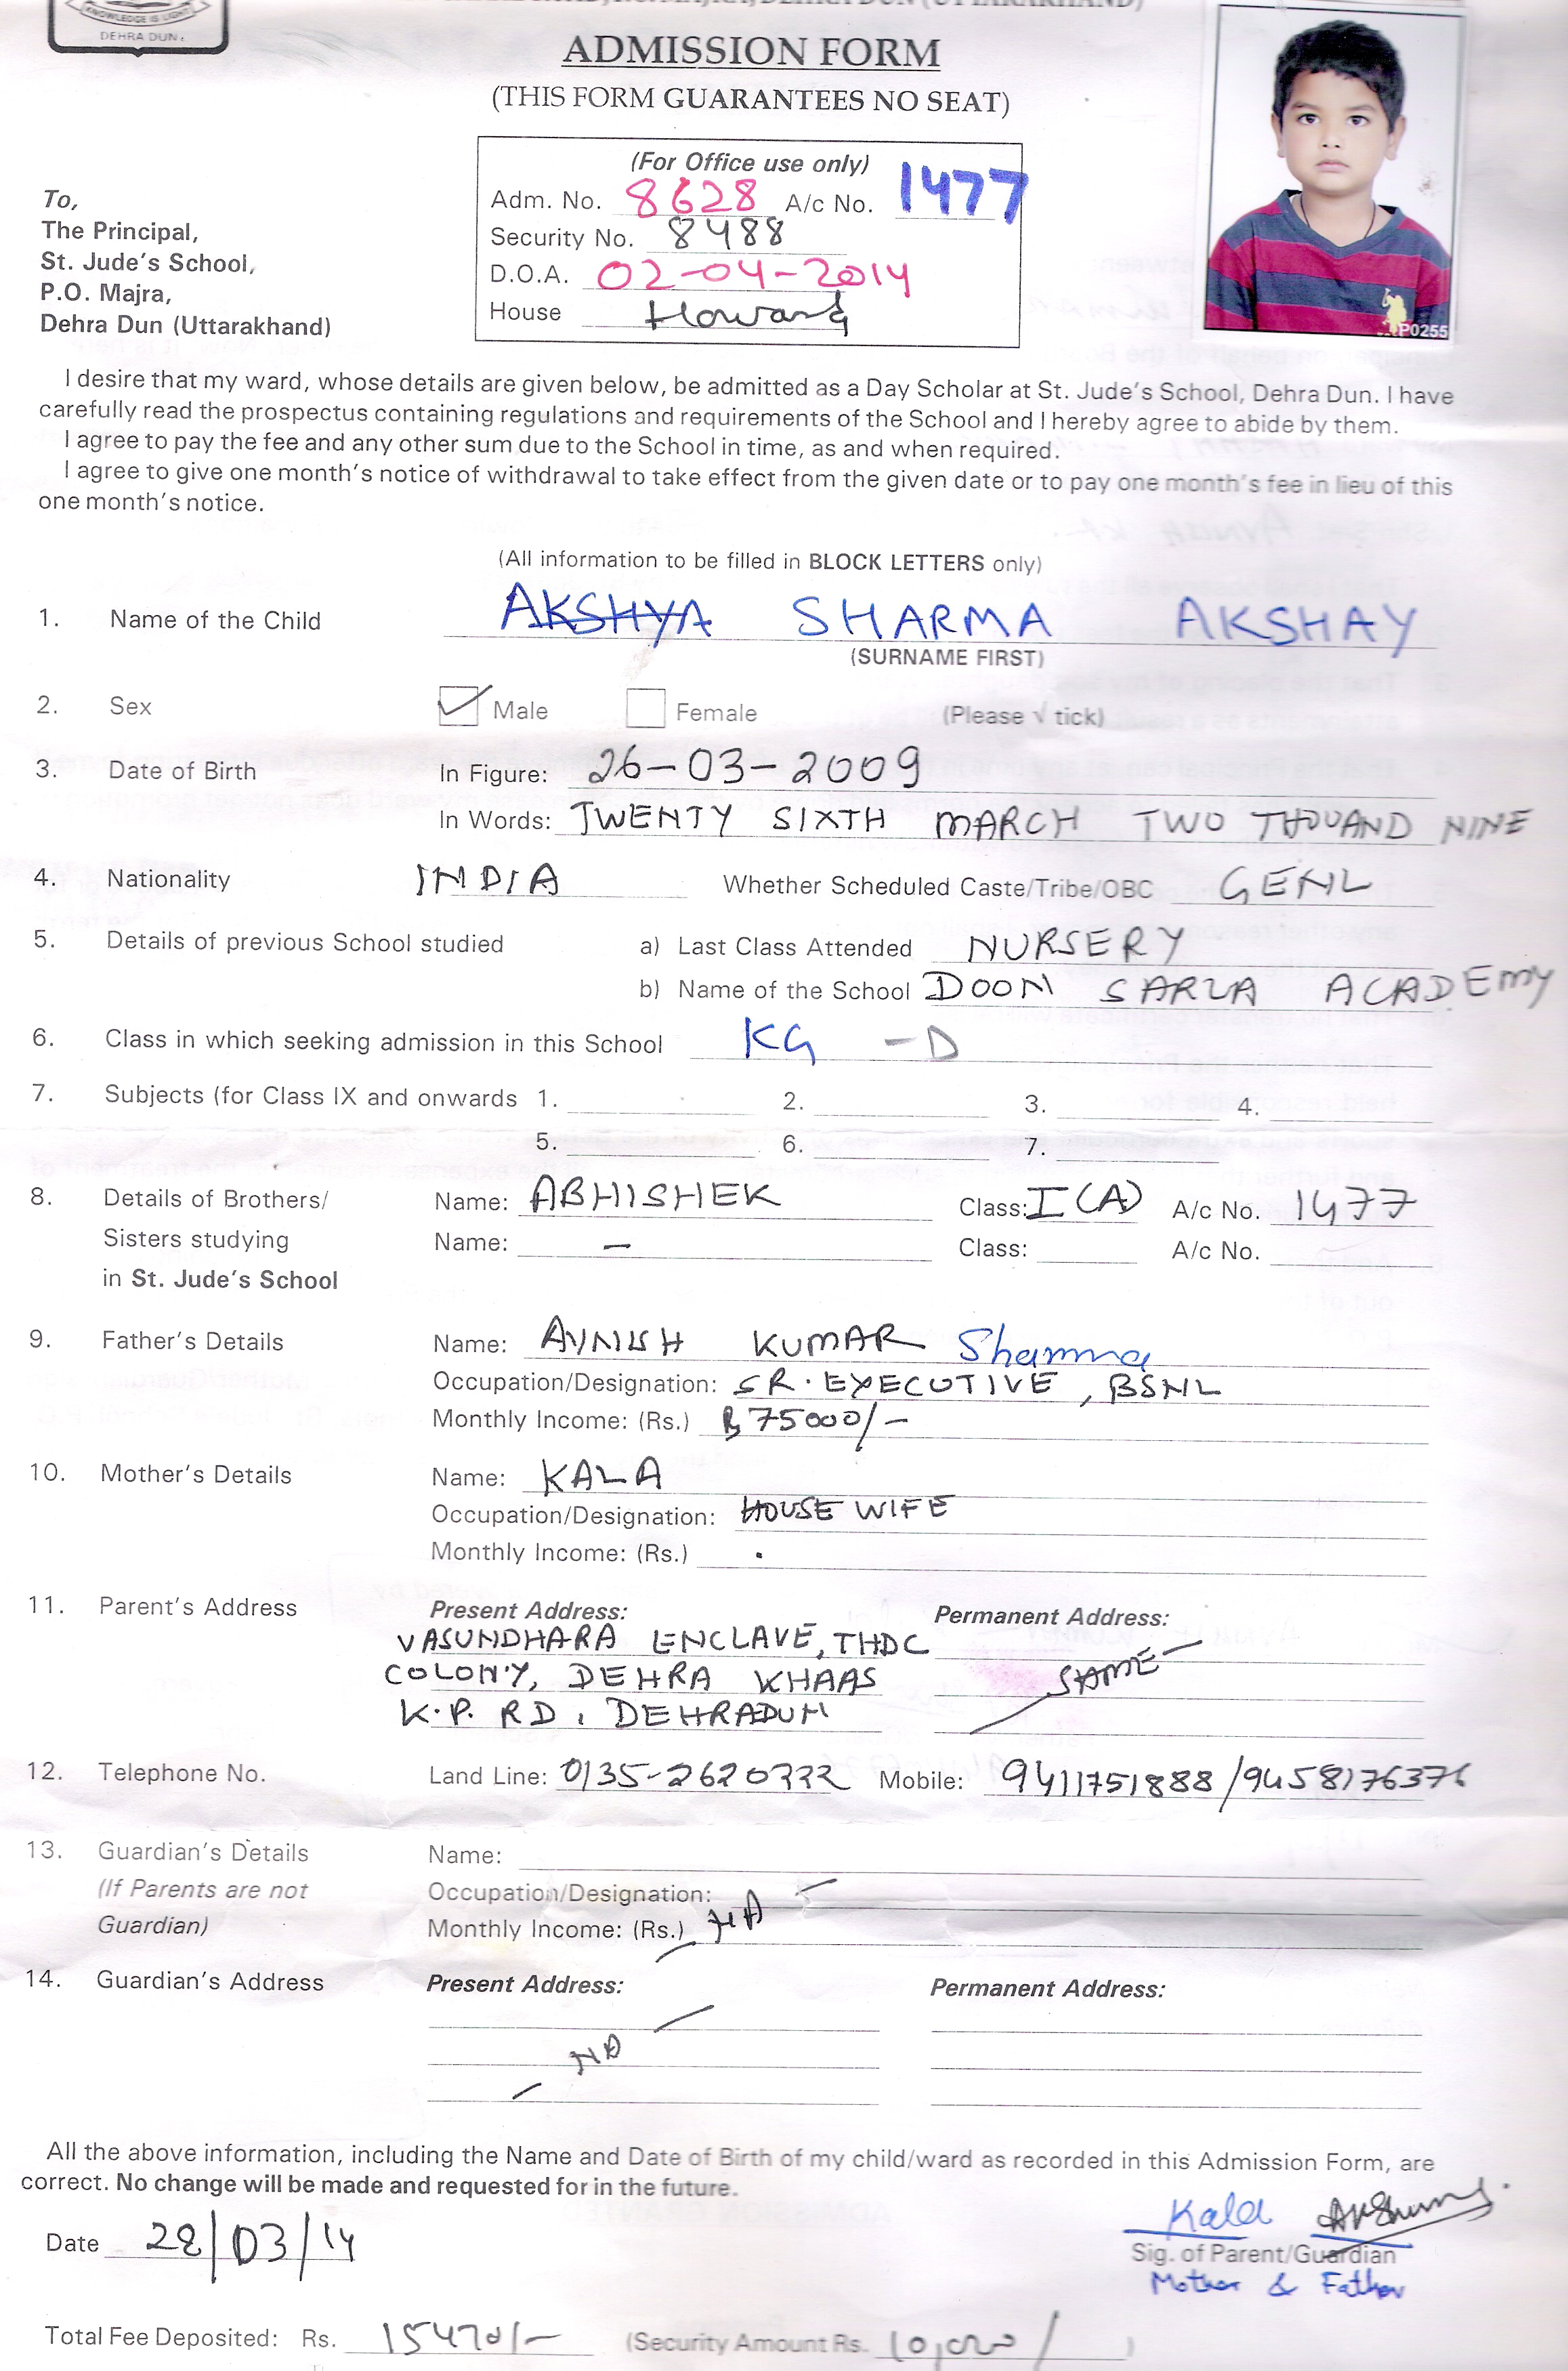 KNOWLEDGE IS LIGHT
DEHRA DUN
ADMISSION FORM
(THIS FORM GUARANTEES NO SEAT)
(For Office use only)
Adm. No. 8628 A/c No. 1477
Security No. 8488
D.O.A. 02-04-2014
House Howard
To,
The Principal,
St. Jude's School,
P.O. Majra,
Dehra Dun (Uttarakhand)
P0255
I desire that my ward, whose details are given below, be admitted as a Day Scholar at St. Jude's School, Dehra Dun. I have
carefully read the prospectus containing regulations and requirements of the School and I hereby agree to abide by them.
I agree to pay the fee and any other sum due to the School in time, as and when required.
I agree to give one month's notice of withdrawal to take effect from the given date or to pay one month's fee in lieu of this
one month's notice.
(All information to be filled in BLOCK LETTERS only)
1. Name of the Child AKSHYA SHARMA AKSHAY
(SURNAME FIRST)
2. Sex Male Female (Please √ tick)
3. Date of Birth In Figure: 26-03-2009
In Words: TWENTY SIXTH MARCH TWO THOUAND NINE
4. Nationality INDIA Whether Scheduled Caste/Tribe/OBC GENL
5. Details of previous School studied a) Last Class Attended NURSERY
b) Name of the School DOON SARLA ACADEMY
6. Class in which seeking admission in this School KG - D
7. Subjects (for Class IX and onwards 1. 2. 3. 4.
5. 6. 7.
8. Details of Brothers/ Name: ABHISHEK Class: I(A) A/c No. 1477
Sisters studying Name: - Class: A/c No.
in St. Jude's School
9. Father's Details Name: AVNISH KUMAR Sharma
Occupation/Designation: SR. EXECUTIVE, BSNL
Monthly Income: (Rs.) Rs 75000/-
10. Mother's Details Name: KALA
Occupation/Designation: HOUSE WIFE
Monthly Income: (Rs.) .
11. Parent's Address Present Address: Permanent Address:
VASUNDHARA ENCLAVE, THDC
COLONY, DEHRA KHAAS SAME
K.P. RD, DEHRADUN
12. Telephone No. Land Line: 0135-2620332 Mobile: 9411751888/9458176376
13. Guardian's Details Name:
(If Parents are not Occupation/Designation:
Guardian) Monthly Income: (Rs.) NA
14. Guardian's Address Present Address: Permanent Address:
NA
All the above information, including the Name and Date of Birth of my child/ward as recorded in this Admission Form, are
correct. No change will be made and requested for in the future.
Kala AKSharma
Date 28/03/14 Sig. of Parent/Guardian
Mother & Father
Total Fee Deposited: Rs. 15470/- (Security Amount Rs. 10,000/ )